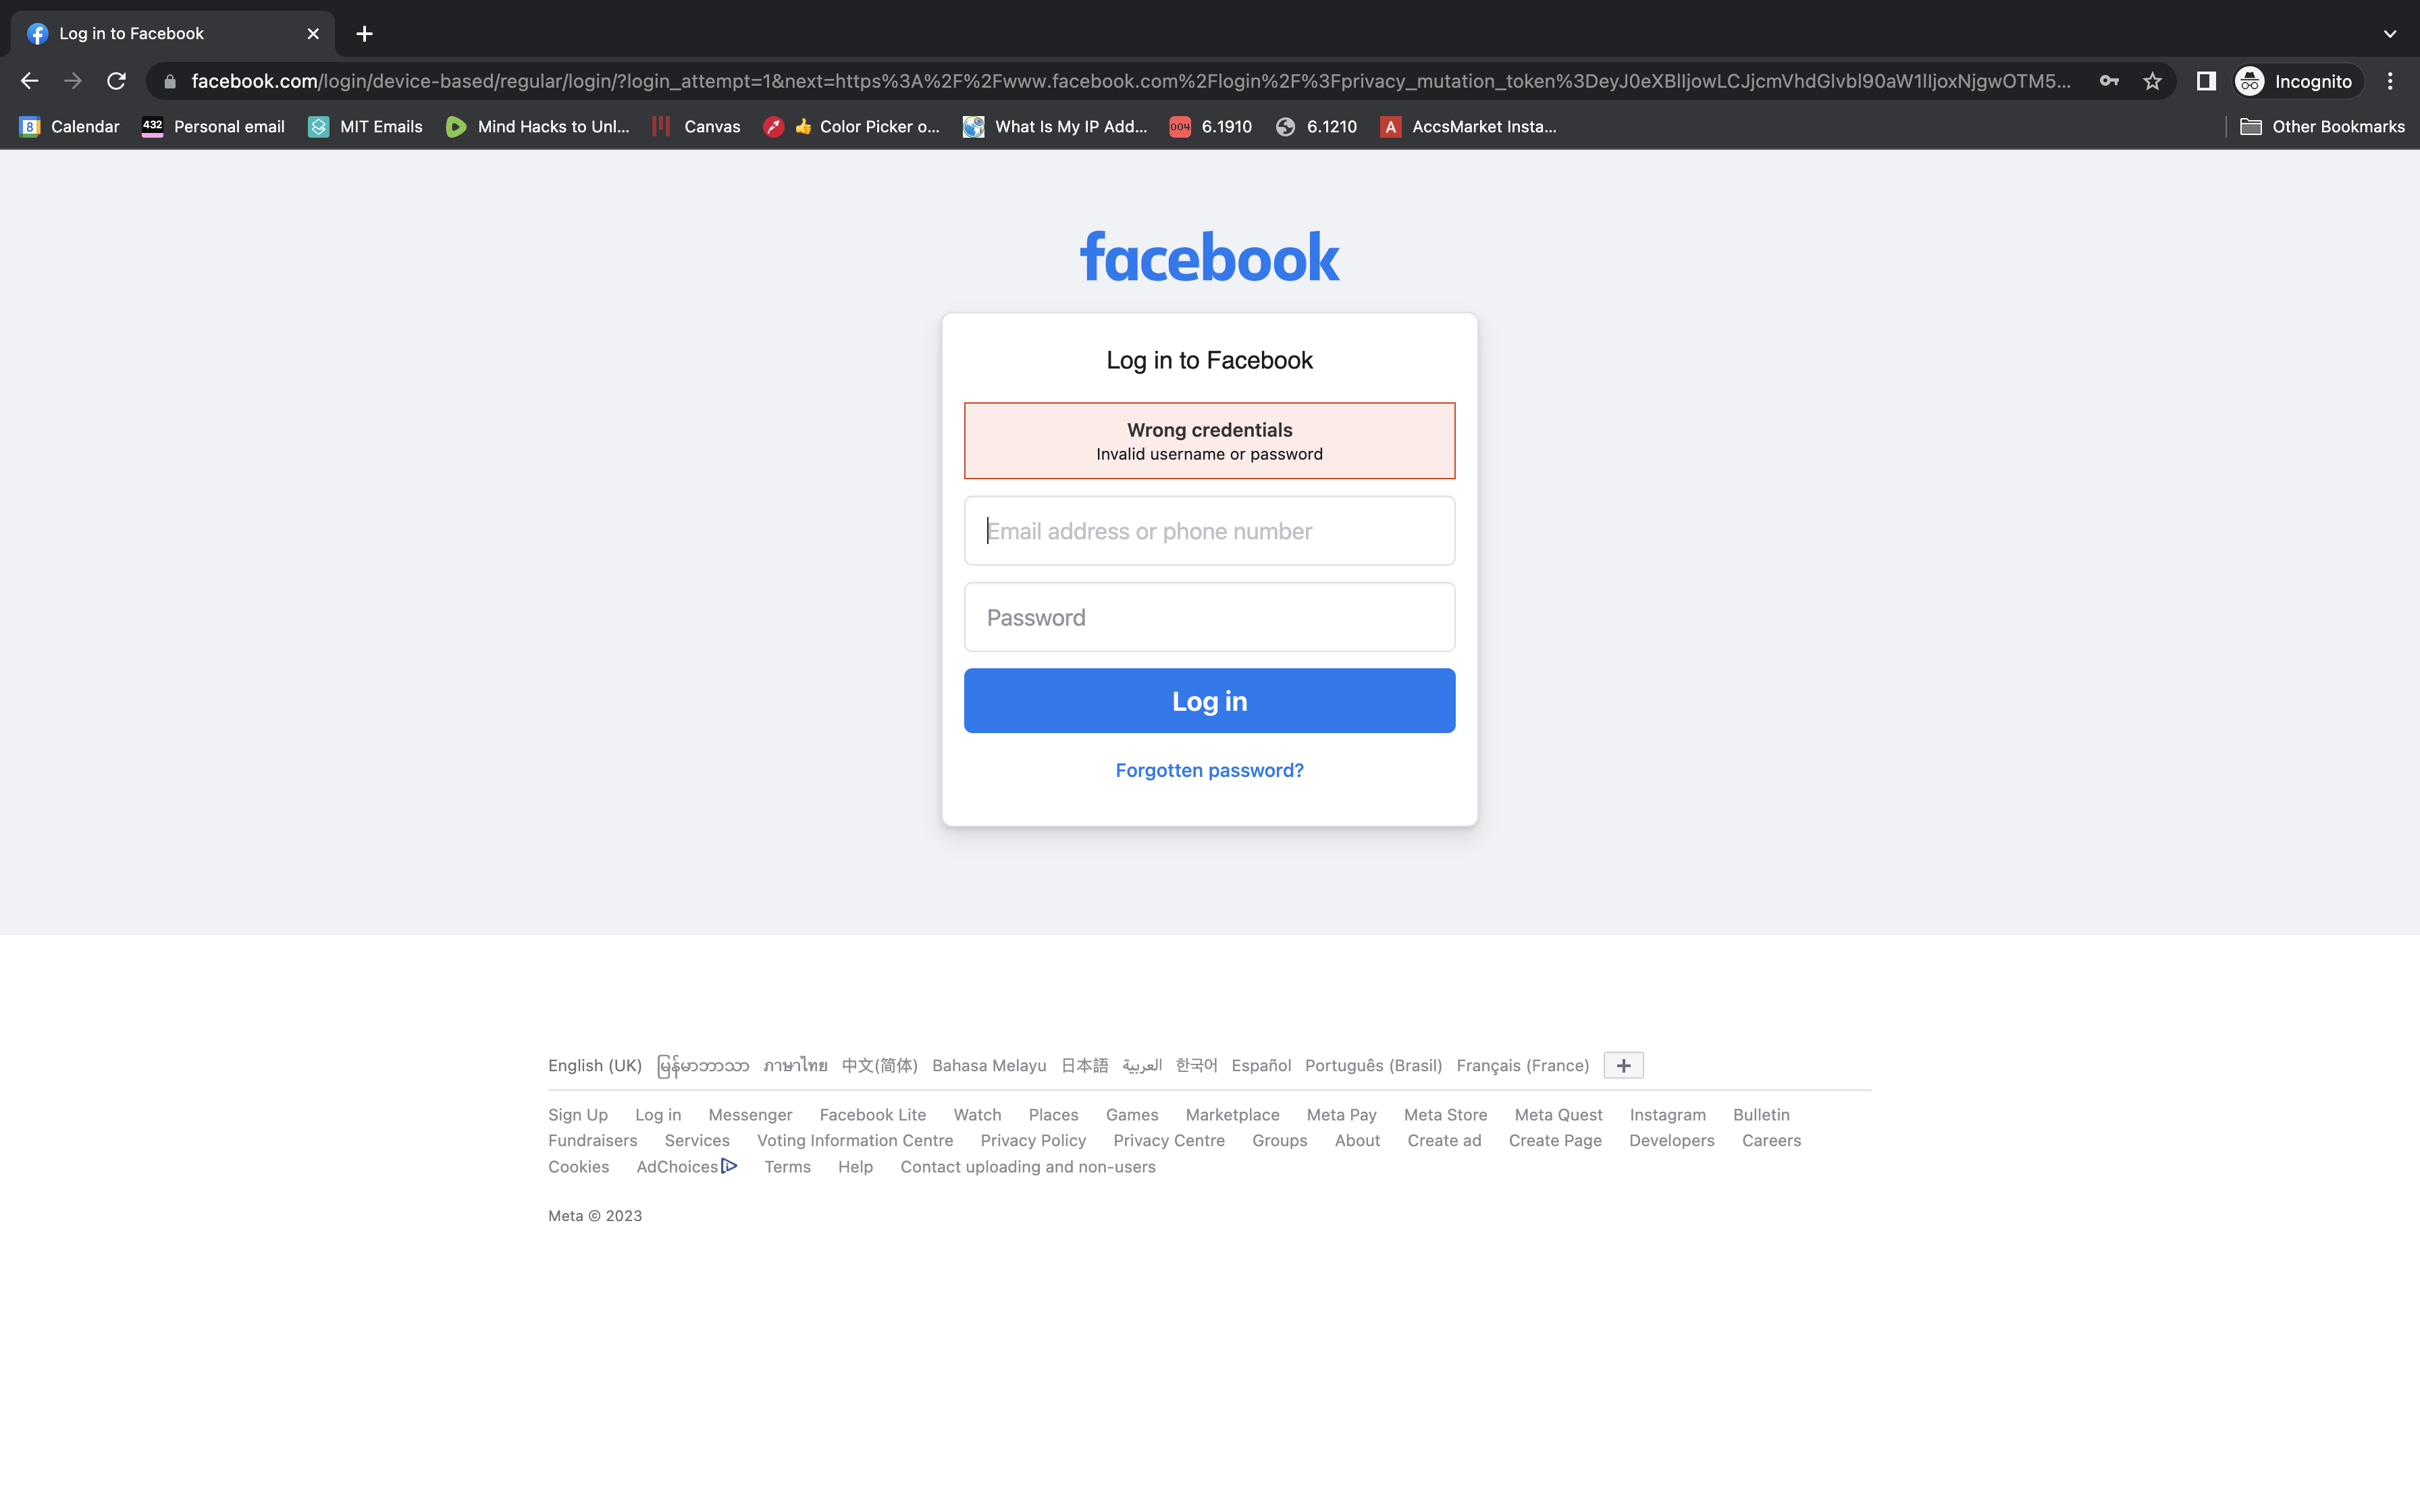 Log in to Facebook
facebook.com/login/device-based/regular/login/?login_attempt=1&next=https%3A%2F%2Fwww.facebook.com%2Flogin%2F%3Fprivacy_mutation_token%3DeyJ0eXBlIjowLCJjcmVhdGlvbl90aW1lIjoxNjgwOTM5... Incognito
8 Calendar 432 Personal email MIT Emails Mind Hacks to Unl... Canvas 👍 Color Picker o... What Is My IP Add... 004 6.1910 6.1210 A AccsMarket Insta... Other Bookmarks
facebook
Log in to Facebook
Wrong credentials
Invalid username or password
Email address or phone number
Password
Log in
Forgotten password?
English (UK) မြန်မာဘာသာ ภาษาไทย 中文(简体) Bahasa Melayu 日本語 العربية 한국어 Español Português (Brasil) Français (France) +
Sign Up Log in Messenger Facebook Lite Watch Places Games Marketplace Meta Pay Meta Store Meta Quest Instagram Bulletin
Fundraisers Services Voting Information Centre Privacy Policy Privacy Centre Groups About Create ad Create Page Developers Careers
Cookies AdChoices Terms Help Contact uploading and non-users
Meta © 2023